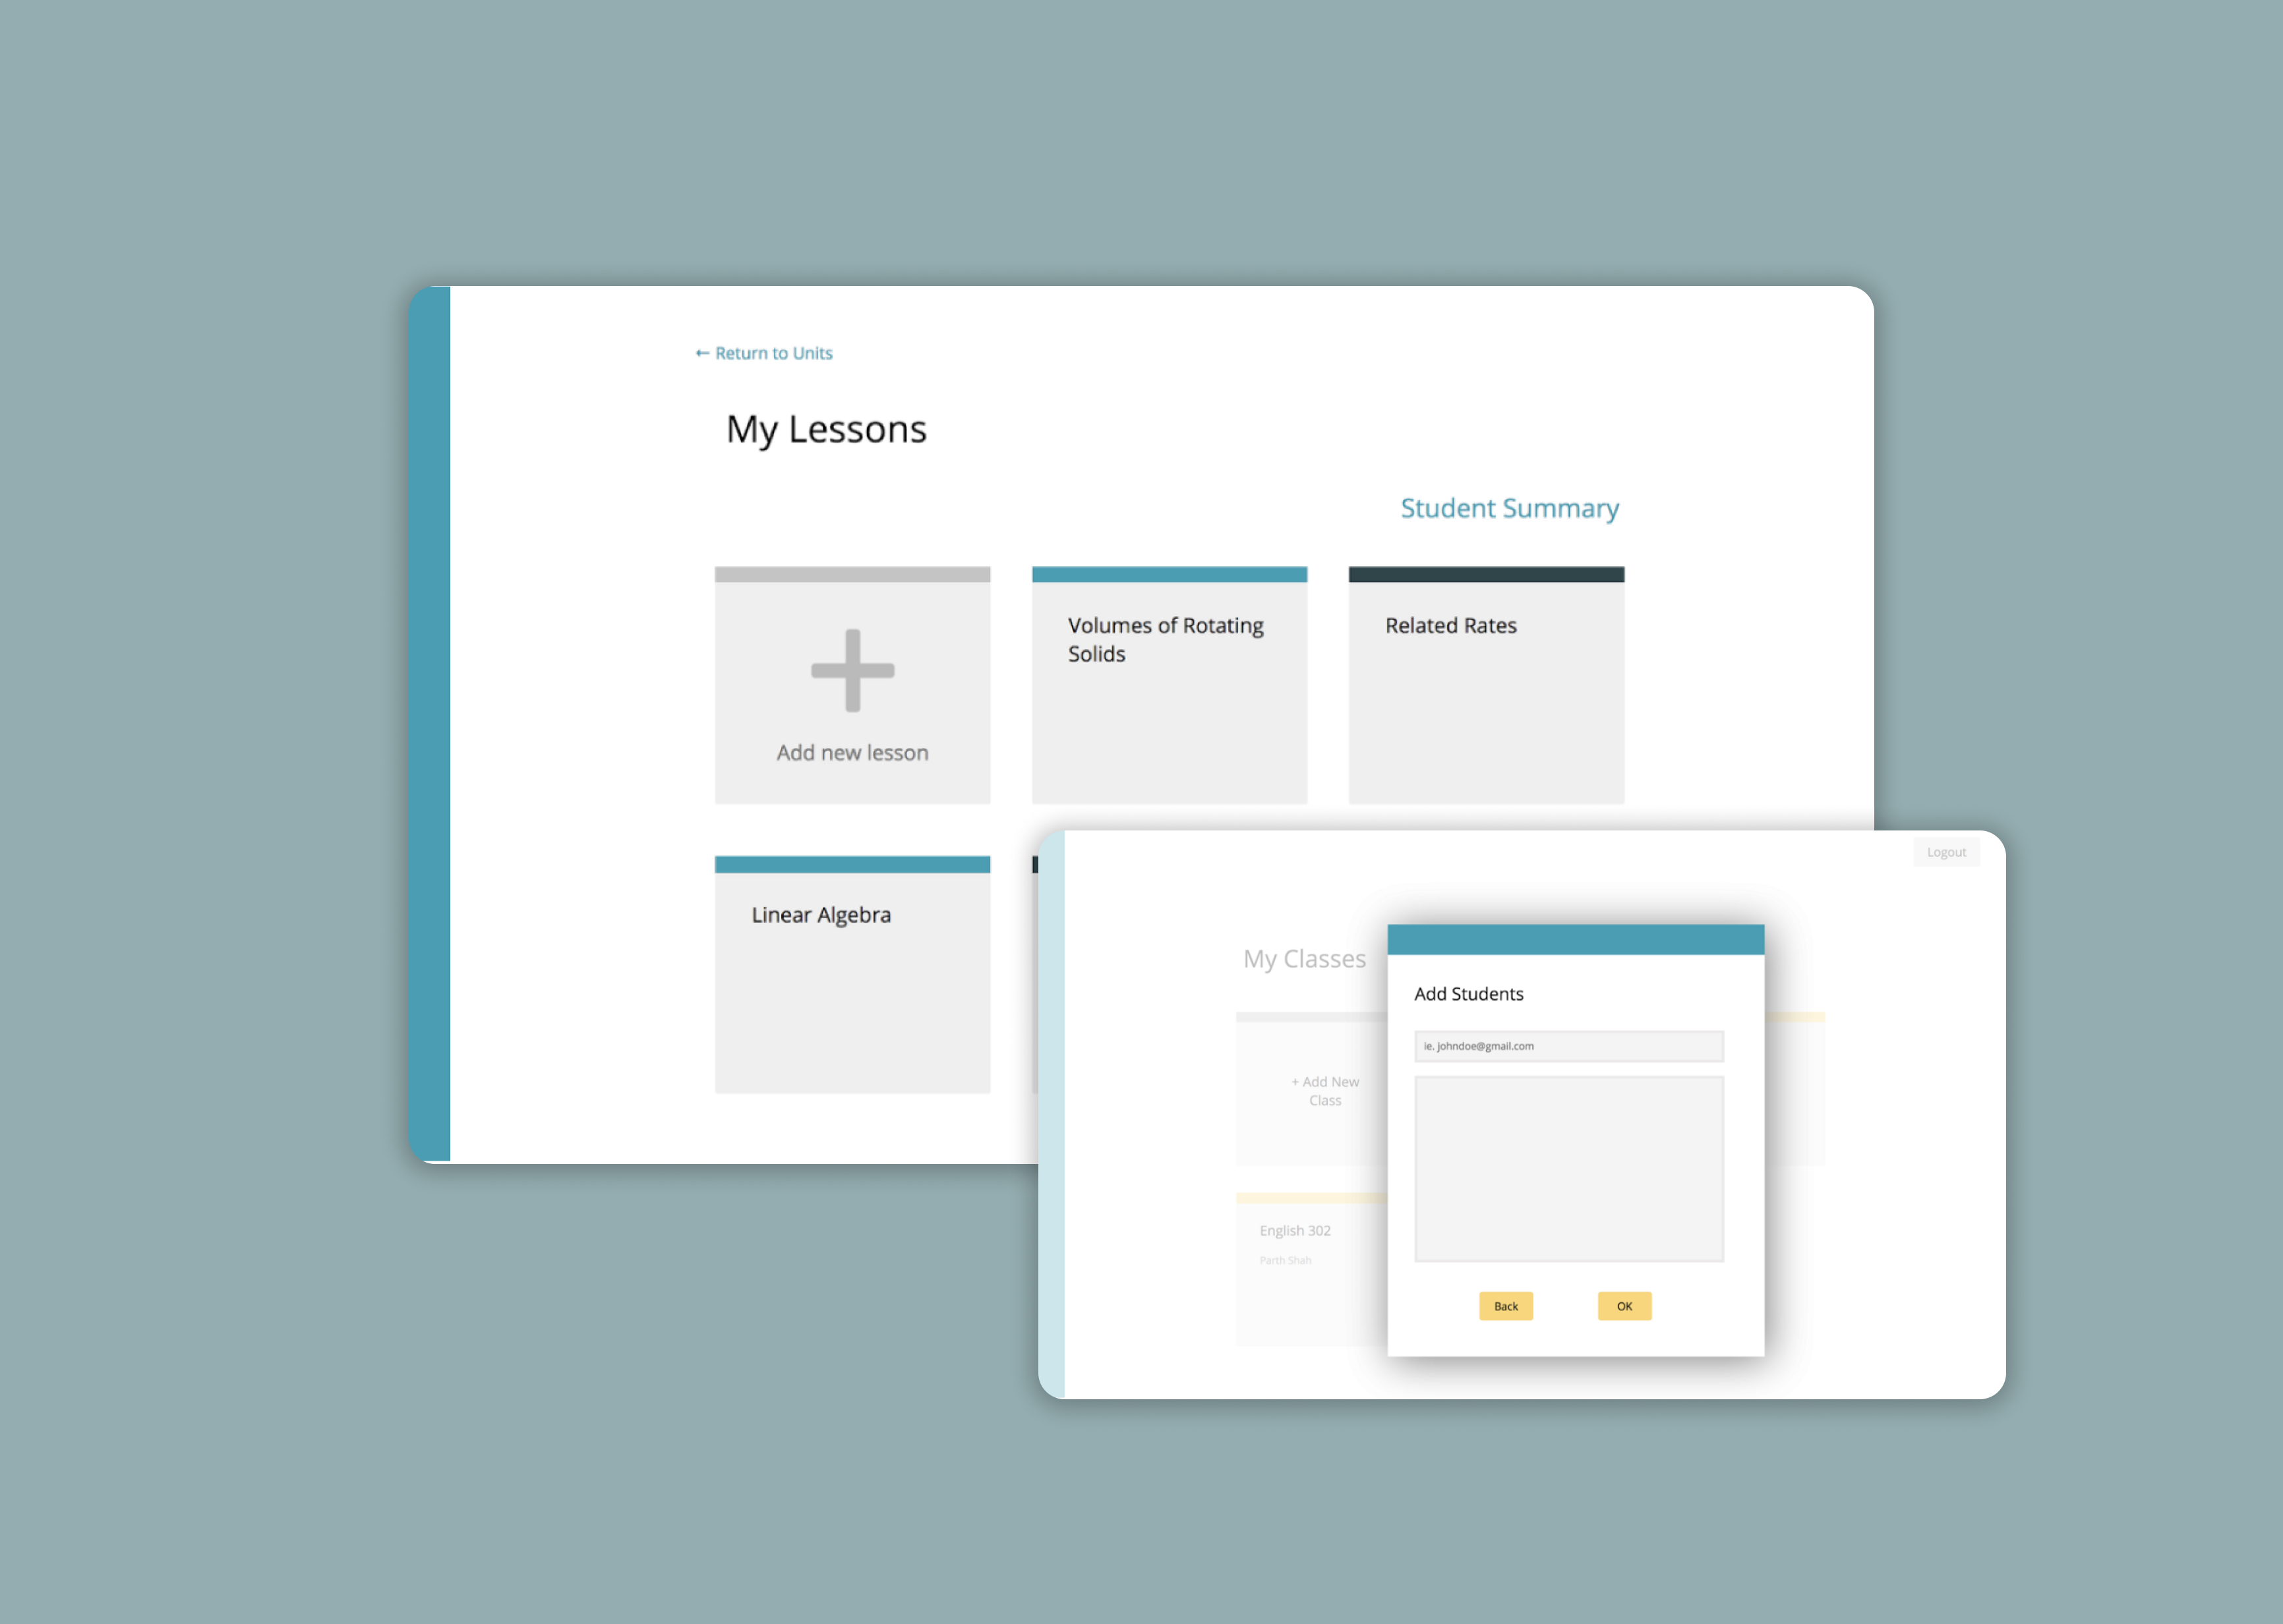 ← Return to Units
My Lessons
Student Summary
Add new lesson
Volumes of Rotating
Solids
Related Rates
Linear Algebra
Logout
My Classes
+ Add New
Class
English 302
Parth Shah
Add Students
ie. johndoe@gmail.com
Back
OK